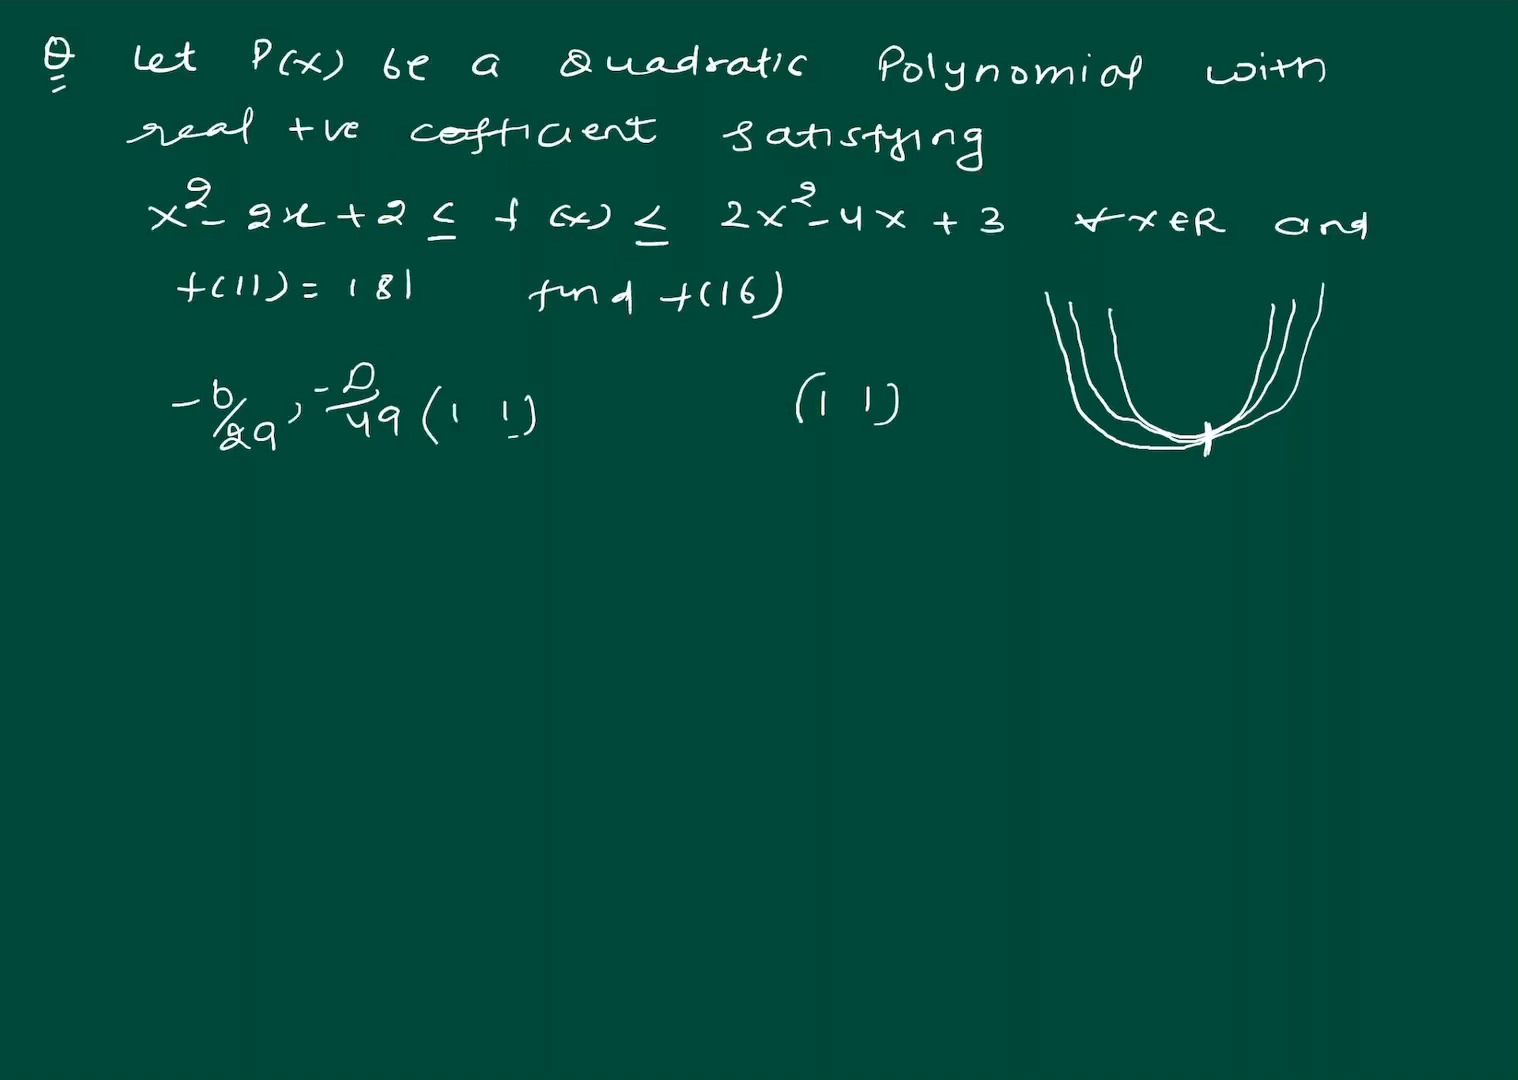 Q Let P(x) be a Quadratic Polynomial with
real +ve cofficient satisfying
x² - 2x + 2 ≤ f(x) ≤ 2x² - 4x + 3 ∀ x ∈ R and
f(11) = 181 find f(16)
-b/2a, -D/4a (1 1) (1 1)